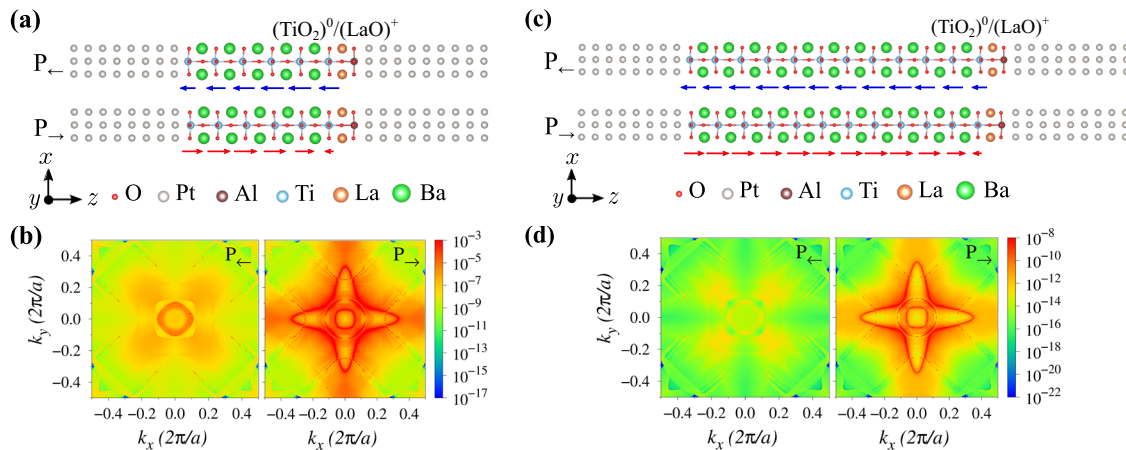 (a)
(TiO₂)⁰/(LaO)⁺
P←
P→
x
y
z
O Pt Al Ti La Ba
(c)
(TiO₂)⁰/(LaO)⁺
P←
P→
x
y
z
O Pt Al Ti La Ba
(b)
P← P→
k_y (2π/a)
0.4
0.2
0.0
−0.2
−0.4
−0.4 −0.2 0.0 0.2 0.4 −0.4 −0.2 0.0 0.2 0.4
k_x (2π/a) k_x (2π/a)
10⁻³
10⁻⁵
10⁻⁷
10⁻⁹
10⁻¹¹
10⁻¹³
10⁻¹⁵
10⁻¹⁷
(d)
P← P→
k_y (2π/a)
0.4
0.2
0.0
−0.2
−0.4
−0.4 −0.2 0.0 0.2 0.4 −0.4 −0.2 0.0 0.2 0.4
k_x (2π/a) k_x (2π/a)
10⁻⁸
10⁻¹⁰
10⁻¹²
10⁻¹⁴
10⁻¹⁶
10⁻¹⁸
10⁻²⁰
10⁻²²